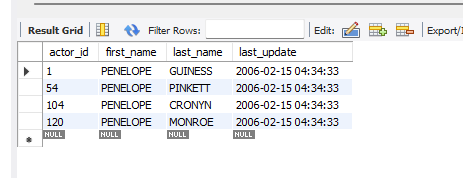 Result Grid Filter Rows: Edit: Export/I
actor_id first_name last_name last_update
1 PENELOPE GUINESS 2006-02-15 04:34:33
54 PENELOPE PINKETT 2006-02-15 04:34:33
104 PENELOPE CRONYN 2006-02-15 04:34:33
120 PENELOPE MONROE 2006-02-15 04:34:33
NULL NULL NULL NULL